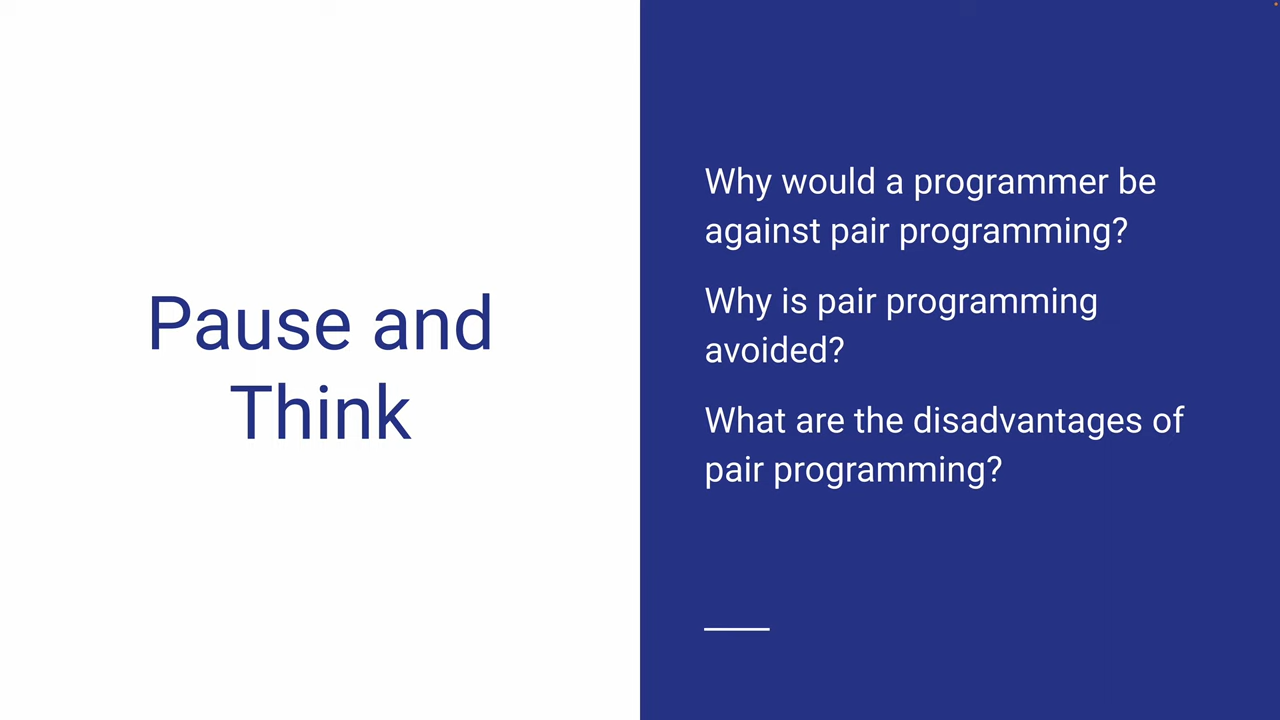 Pause and
Think
Why would a programmer be
against pair programming?
Why is pair programming
avoided?
What are the disadvantages of
pair programming?